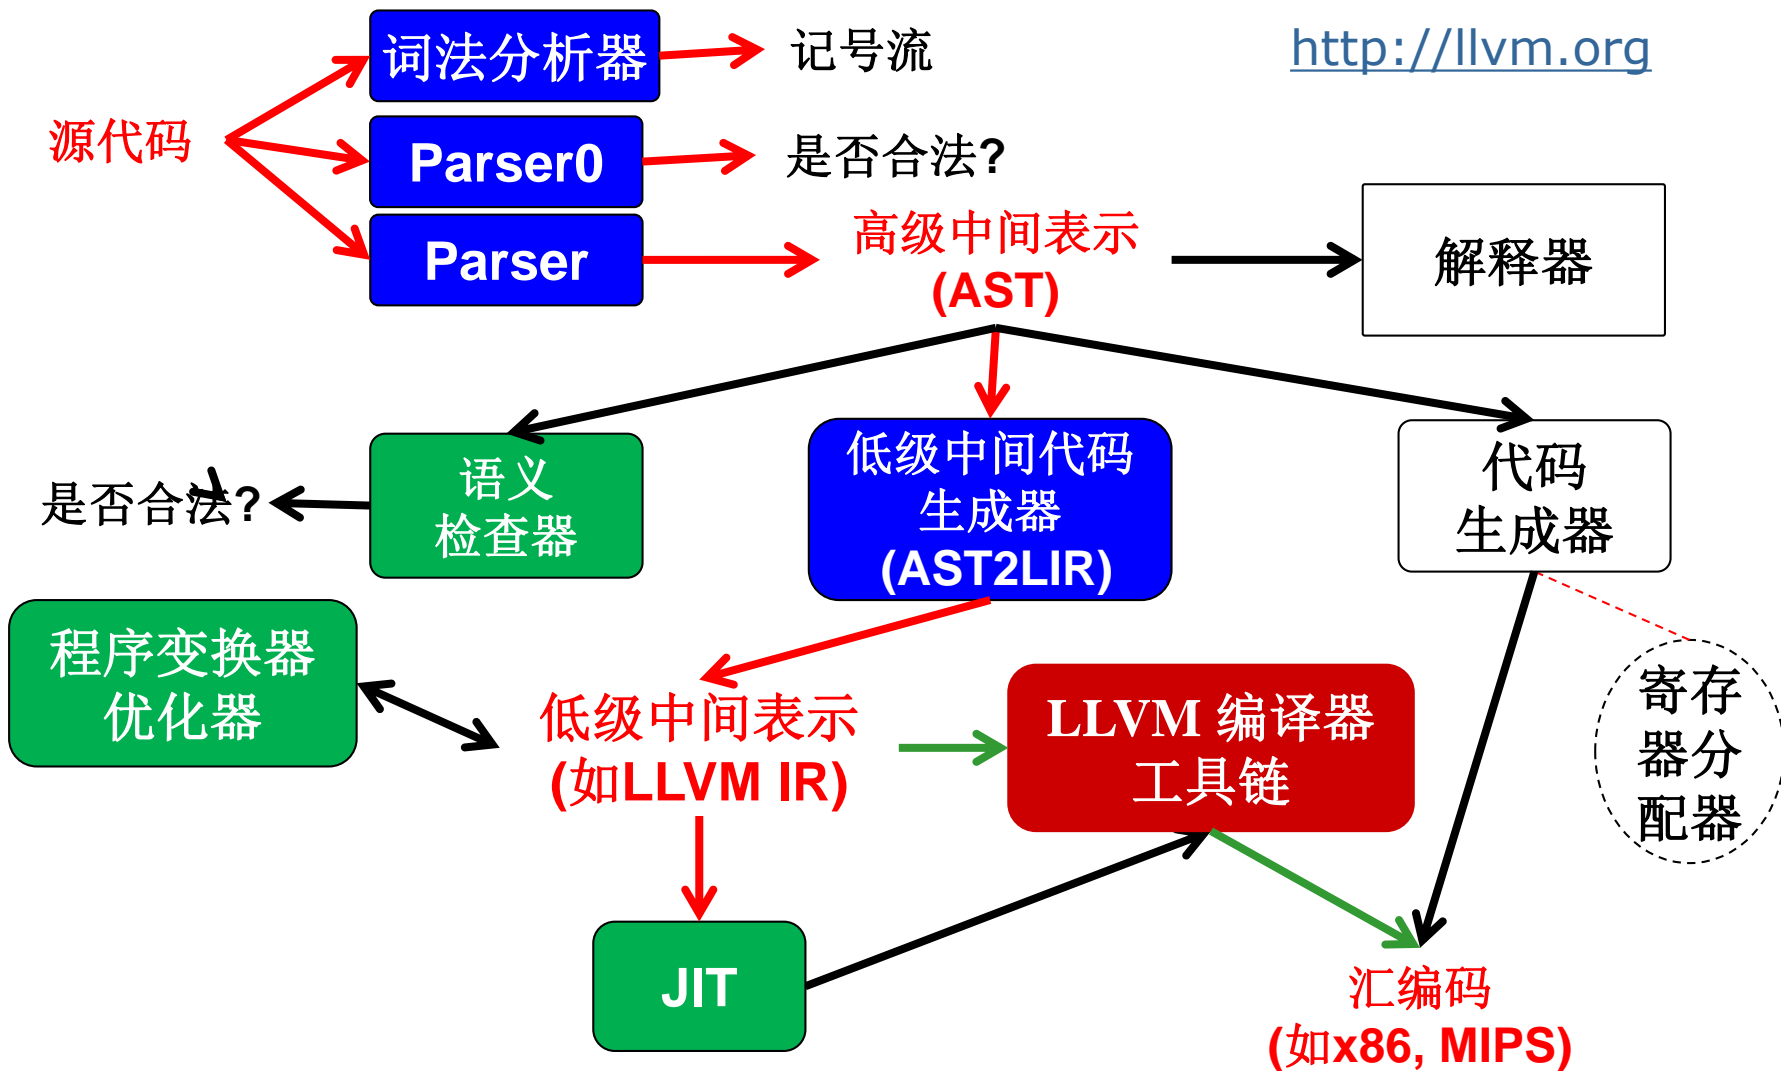 词法分析器
记号流
http://llvm.org
源代码
Parser0
是否合法?
Parser
高级中间表示
(AST)
解释器
语义
检查器
是否合法?
低级中间代码
生成器
(AST2LIR)
代码
生成器
程序变换器
优化器
低级中间表示
(如LLVM IR)
LLVM 编译器
工具链
寄存
器分
配器
JIT
汇编码
(如x86, MIPS)